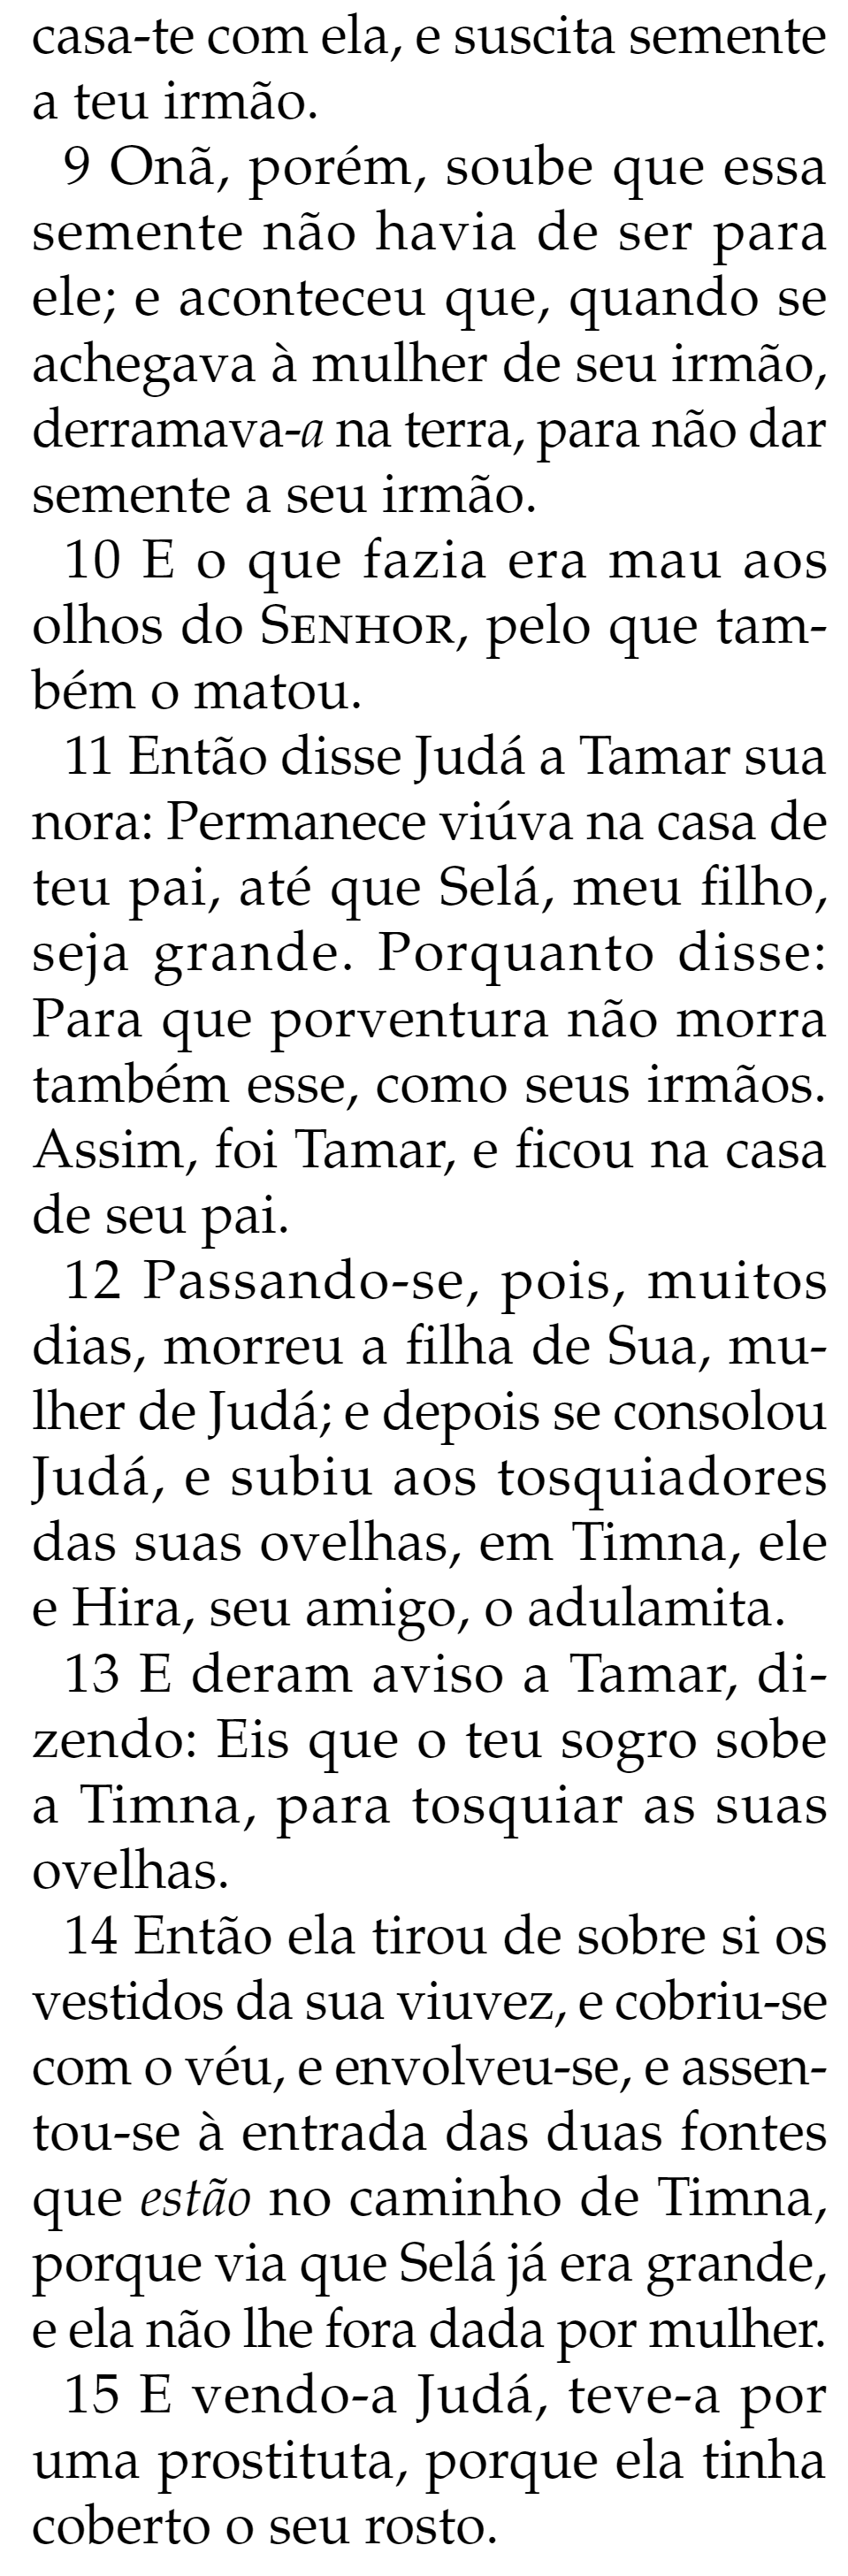 casa-te com ela, e suscita semente
a teu irmão.
9 Onã, porém, soube que essa
semente não havia de ser para
ele; e aconteceu que, quando se
achegava à mulher de seu irmão,
derramava-a na terra, para não dar
semente a seu irmão.
10 E o que fazia era mau aos
olhos do SENHOR, pelo que tam-
bém o matou.
11 Então disse Judá a Tamar sua
nora: Permanece viúva na casa de
teu pai, até que Selá, meu filho,
seja grande. Porquanto disse:
Para que porventura não morra
também esse, como seus irmãos.
Assim, foi Tamar, e ficou na casa
de seu pai.
12 Passando-se, pois, muitos
dias, morreu a filha de Sua, mu-
lher de Judá; e depois se consolou
Judá, e subiu aos tosquiadores
das suas ovelhas, em Timna, ele
e Hira, seu amigo, o adulamita.
13 E deram aviso a Tamar, di-
zendo: Eis que o teu sogro sobe
a Timna, para tosquiar as suas
ovelhas.
14 Então ela tirou de sobre si os
vestidos da sua viuvez, e cobriu-se
com o véu, e envolveu-se, e assen-
tou-se à entrada das duas fontes
que estão no caminho de Timna,
porque via que Selá já era grande,
e ela não lhe fora dada por mulher.
15 E vendo-a Judá, teve-a por
uma prostituta, porque ela tinha
coberto o seu rosto.